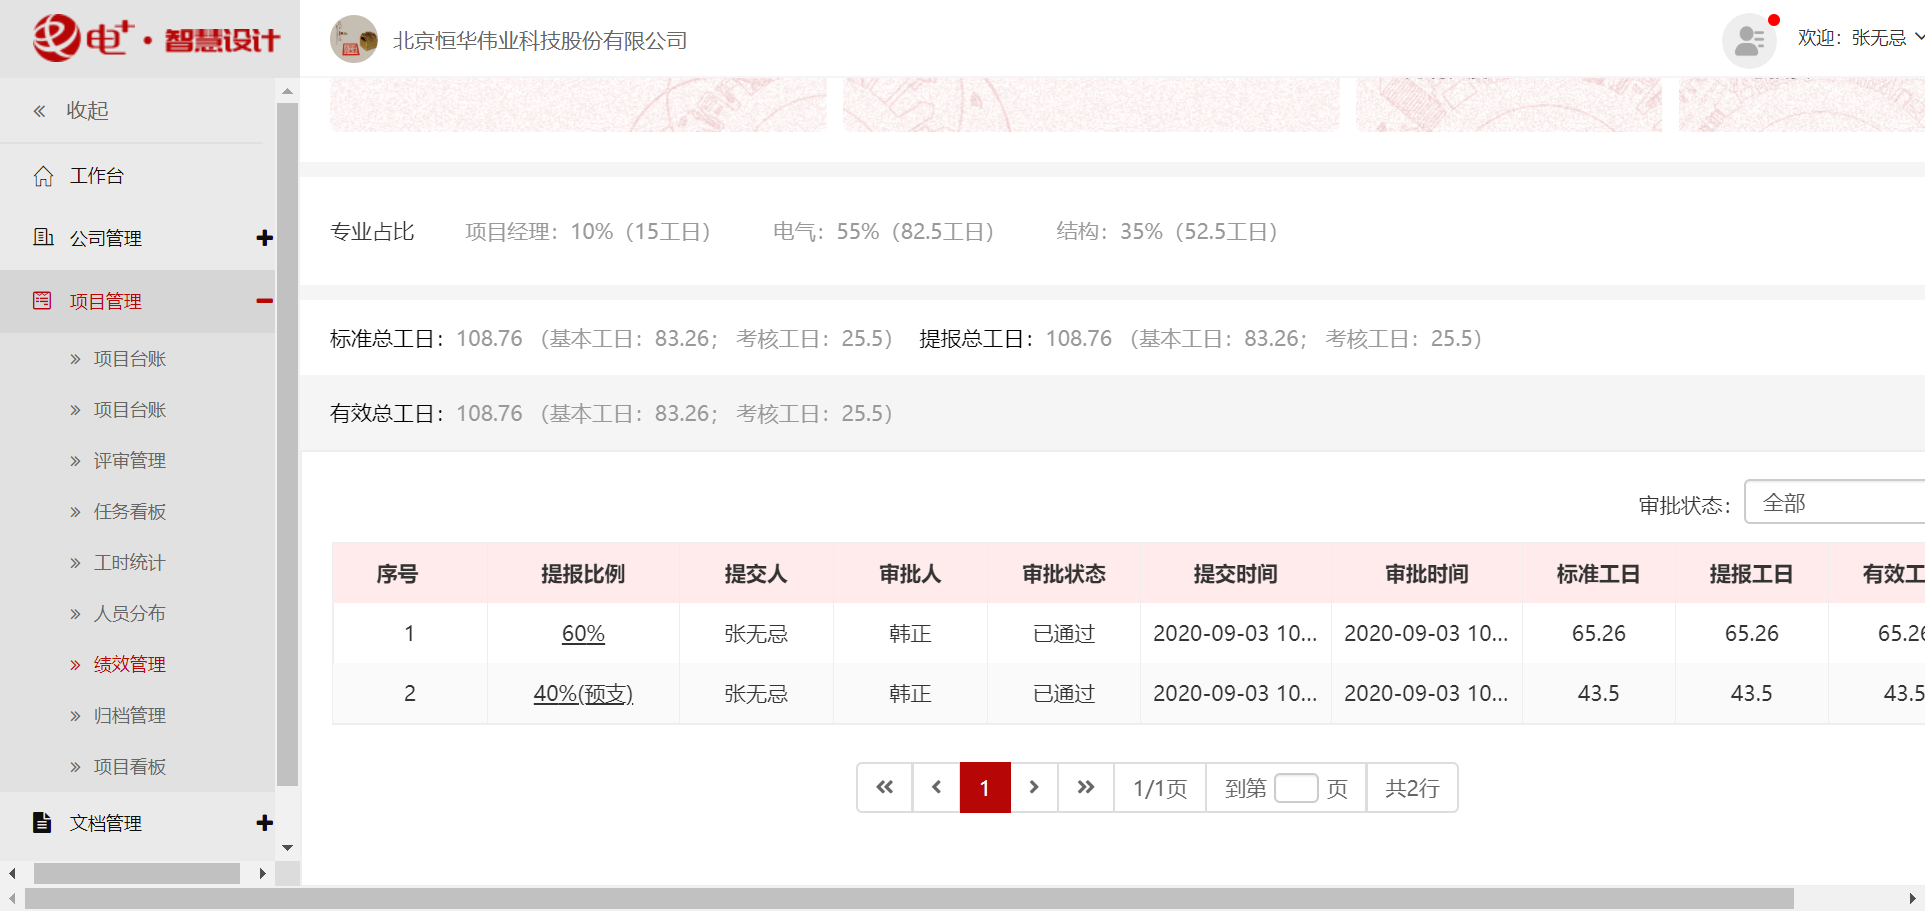 电+·智慧设计
北京恒华伟业科技股份有限公司
欢迎：张无忌
收起
工作台
公司管理
项目管理
项目台账
项目台账
评审管理
任务看板
工时统计
人员分布
绩效管理
归档管理
项目看板
文档管理
专业占比 项目经理：10%（15工日） 电气：55%（82.5工日） 结构：35%（52.5工日）
标准总工日：108.76 （基本工日：83.26； 考核工日：25.5） 提报总工日：108.76 （基本工日：83.26； 考核工日：25.5）
有效总工日：108.76 （基本工日：83.26； 考核工日：25.5）
审批状态： 全部
序号 提报比例 提交人 审批人 审批状态 提交时间 审批时间 标准工日 提报工日 有效工
1 60% 张无忌 韩正 已通过 2020-09-03 10... 2020-09-03 10... 65.26 65.26 65.26
2 40%(预支) 张无忌 韩正 已通过 2020-09-03 10... 2020-09-03 10... 43.5 43.5 43.5
1 1/1页 到第 页 共2行